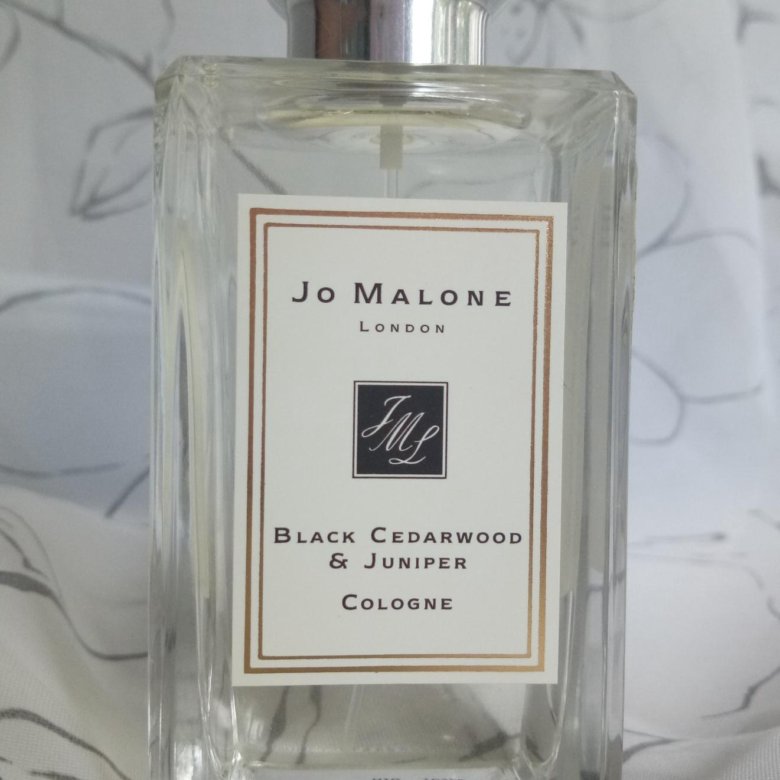 Jo Malone
London
JML
Black Cedarwood
& Juniper
Cologne